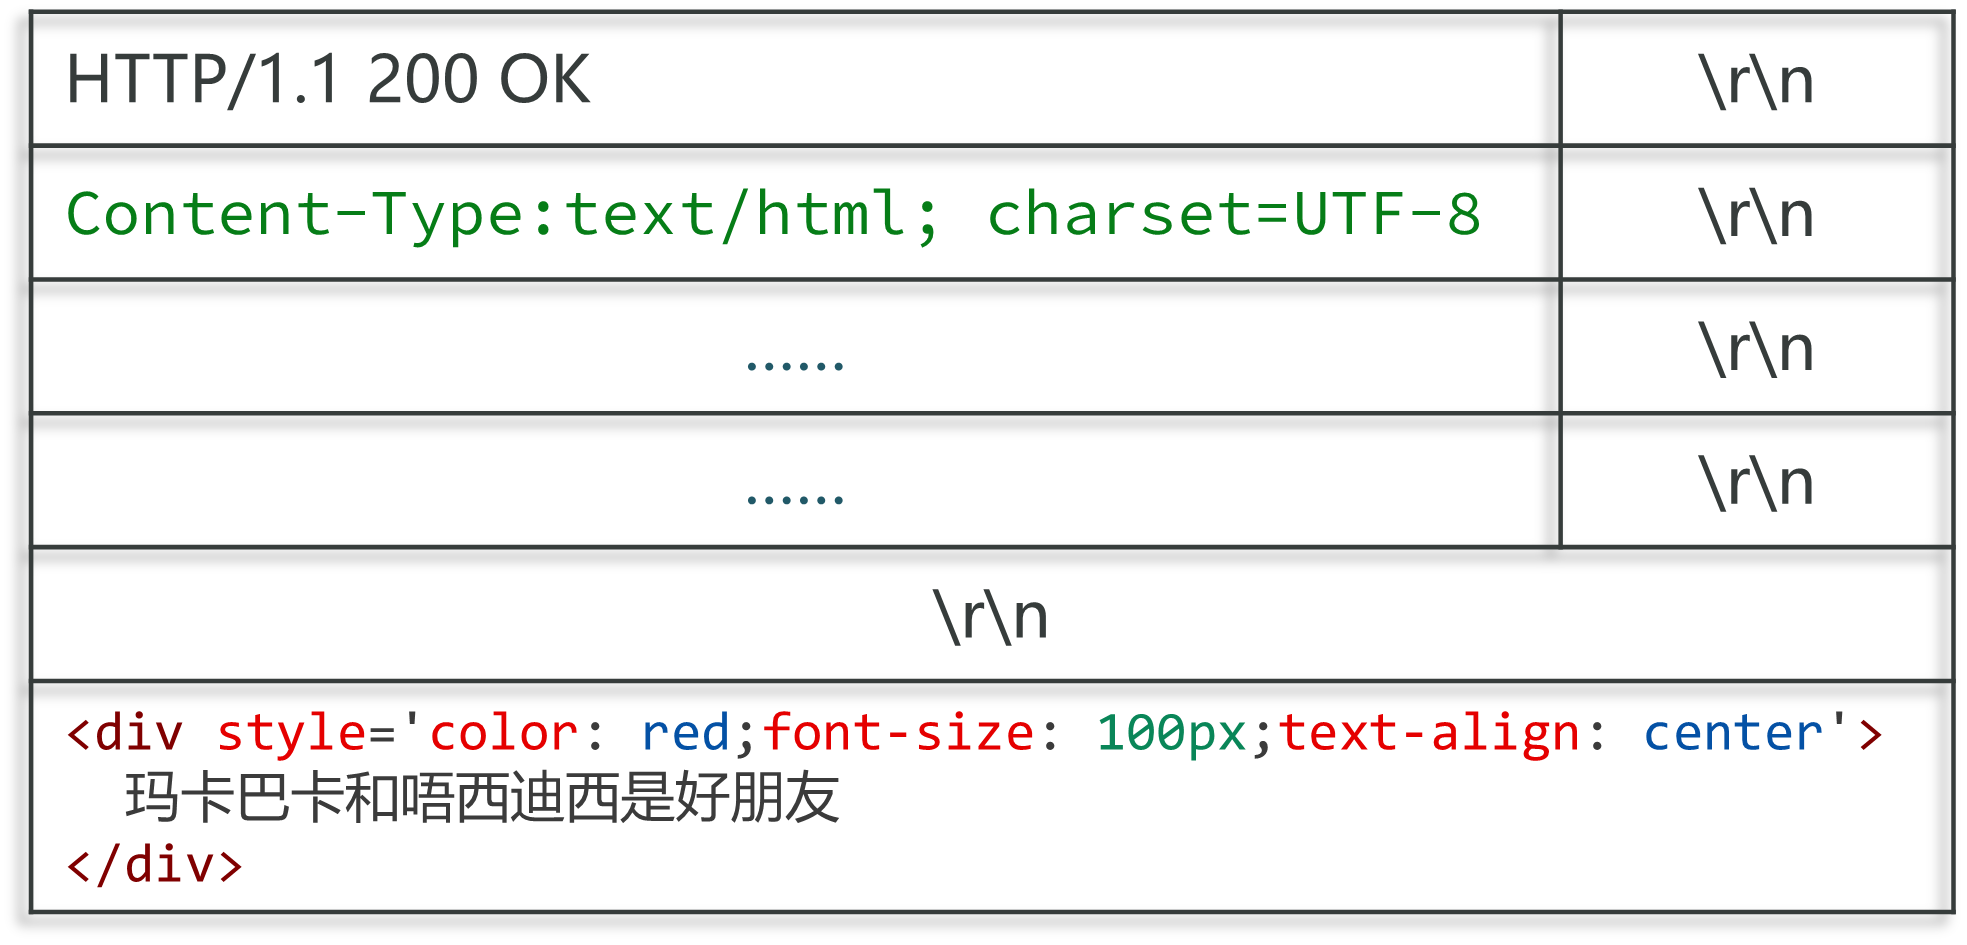 HTTP/1.1 200 OK \r\n
Content-Type:text/html; charset=UTF-8 \r\n
...... \r\n
...... \r\n
\r\n
<div style='color: red;font-size: 100px;text-align: center'>
玛卡巴卡和唔西迪西是好朋友
</div>